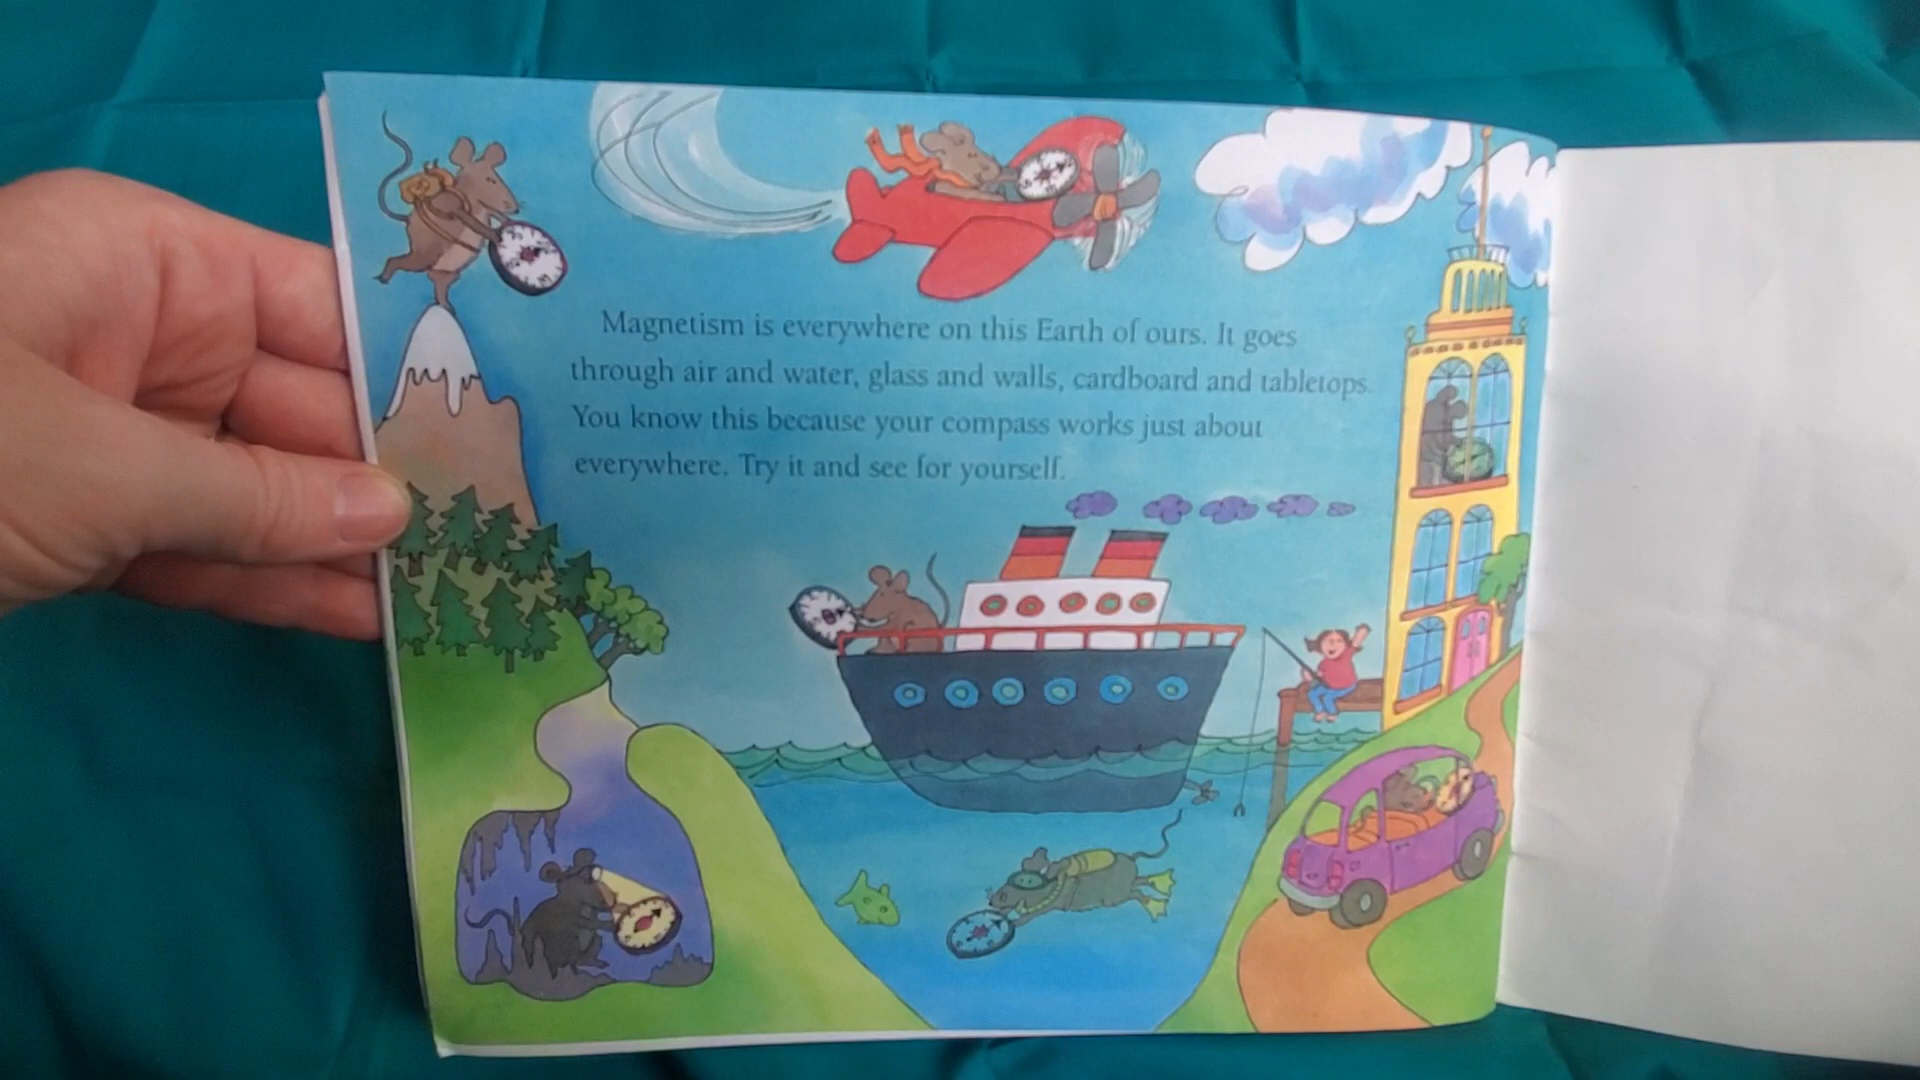 Magnetism is everywhere on this Earth of ours. It goes
through air and water, glass and walls, cardboard and tabletops.
You know this because your compass works just about
everywhere. Try it and see for yourself.